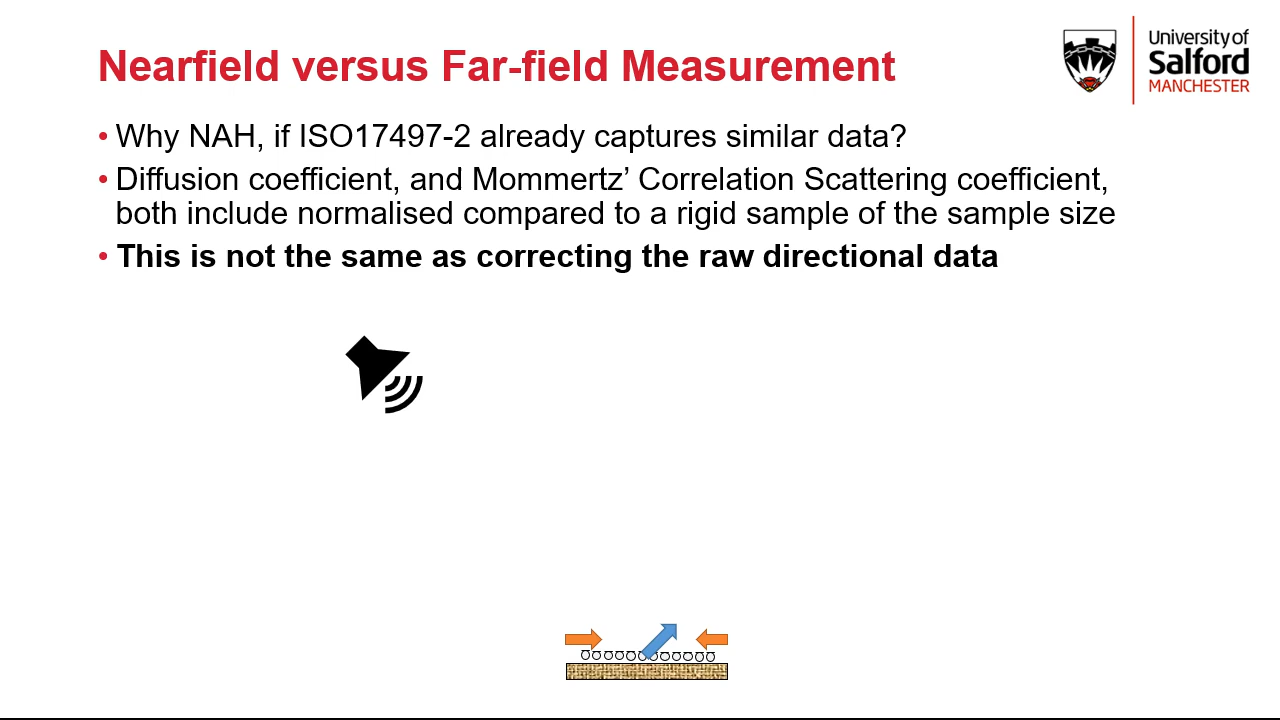 Nearfield versus Far-field Measurement
University of
Salford
MANCHESTER
• Why NAH, if ISO17497-2 already captures similar data?
• Diffusion coefficient, and Mommertz’ Correlation Scattering coefficient,
both include normalised compared to a rigid sample of the sample size
• This is not the same as correcting the raw directional data